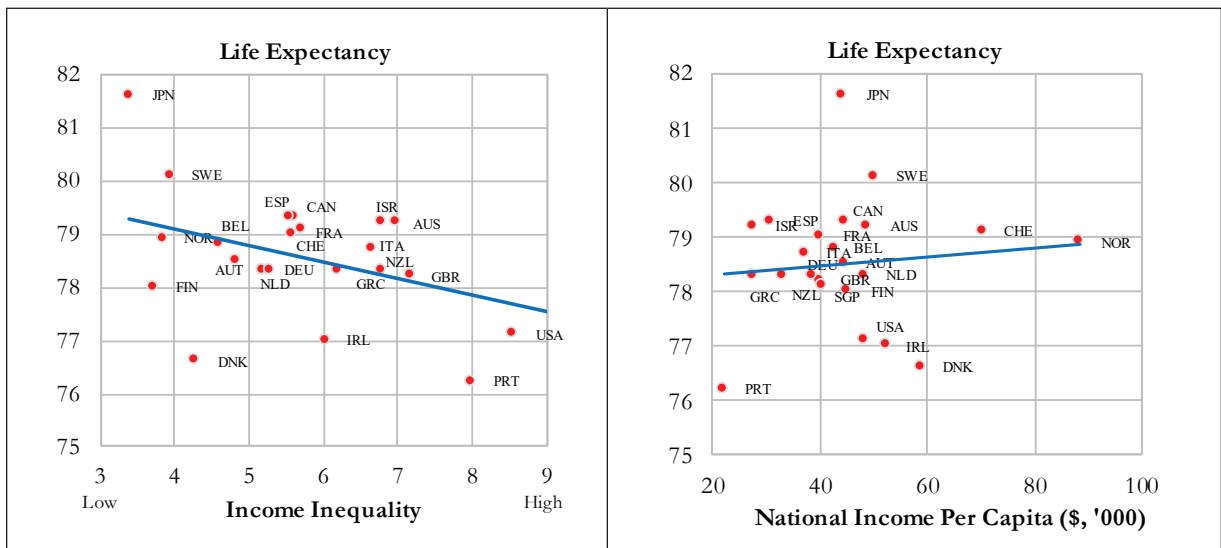 Life Expectancy
82
81
80
79
78
77
76
75
JPN
SWE
ESP CAN ISR
AUS
BEL
NOR FRA
CHE ITA
AUT DEU NZL
NLD GRC GBR
FIN
USA
IRL
DNK
PRT
3 4 5 6 7 8 9
Low High
Income Inequality
Life Expectancy
82
81
80
79
78
77
76
75
JPN
SWE
CAN
ISR ESP AUS
FRA CHE
BEL NOR
ITA
DEU AUT
NLD
GBR
GRC NZL SGP FIN
USA
IRL
DNK
PRT
20 40 60 80 100
National Income Per Capita ($, '000)